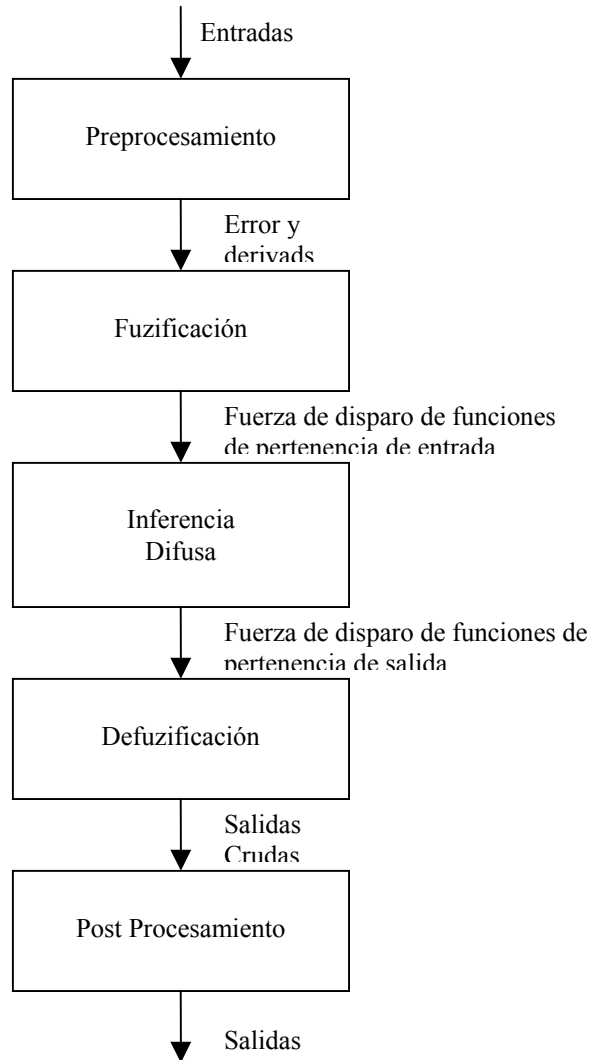 Entradas
Preprocesamiento
Error y
derivads
Fuzificación
Fuerza de disparo de funciones
de pertenencia de entrada
Inferencia
Difusa
Fuerza de disparo de funciones de
pertenencia de salida
Defuzificación
Salidas
Crudas
Post Procesamiento
Salidas